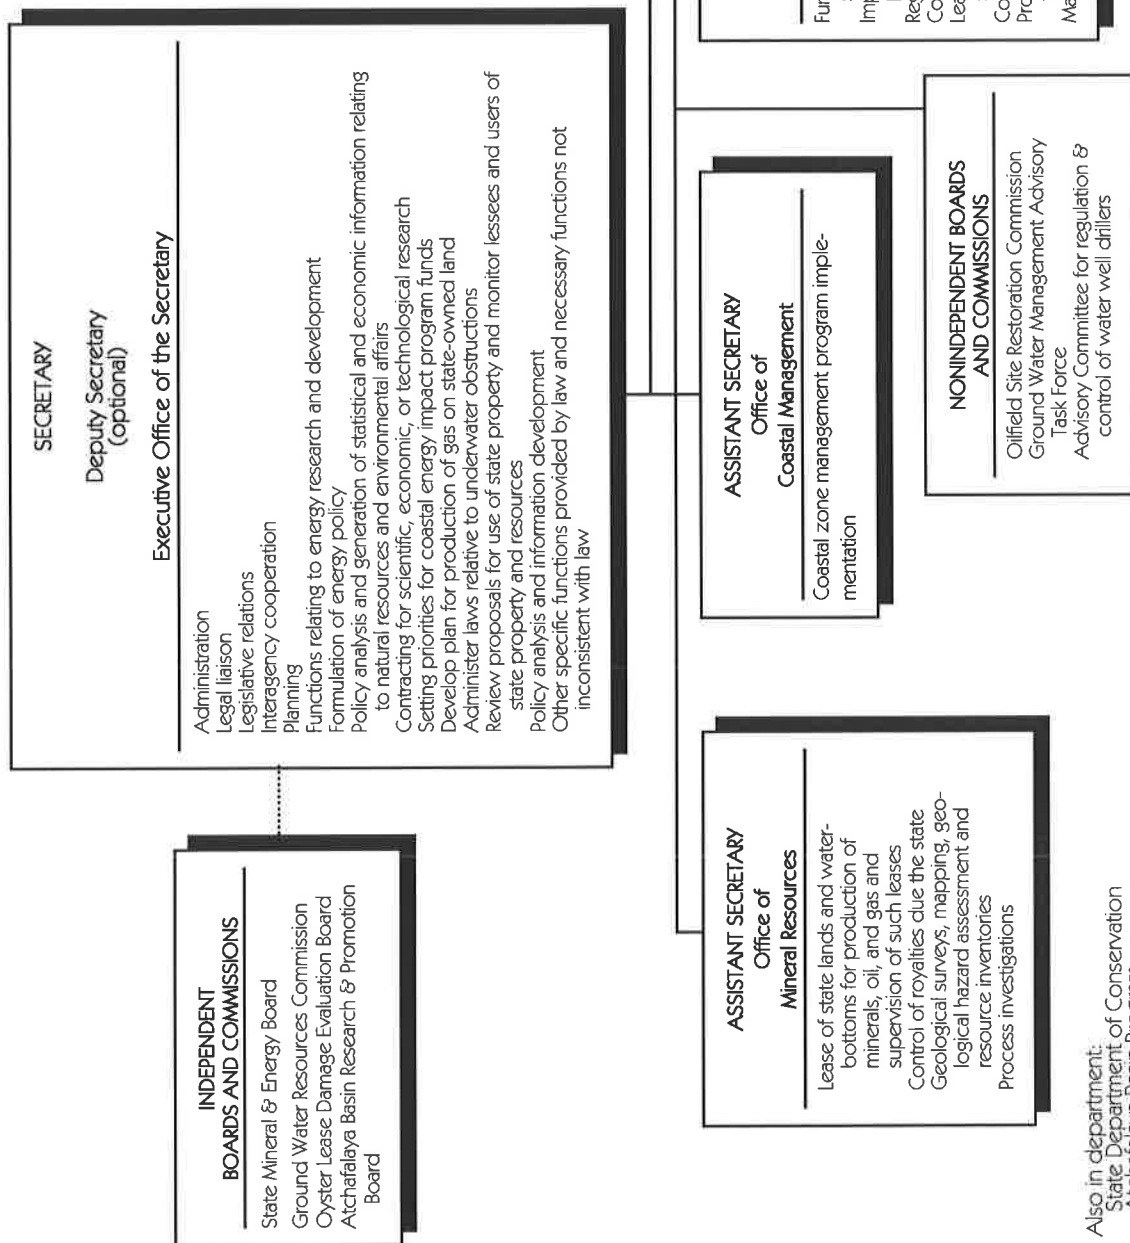 SECRETARY
Deputy Secretary
(optional)
Executive Office of the Secretary
Administration
Legal liaison
Legislative relations
Interagency cooperation
Planning
Functions relating to energy research and development
Formulation of energy policy
Policy analysis and generation of statistical and economic information relating
to natural resources and environmental affairs
Contracting for scientific, economic, or technological research
Setting priorities for coastal energy impact program funds
Develop plan for production of gas on state-owned land
Administer laws relative to underwater obstructions
Review proposals for use of state property and monitor lessees and users of
state property and resources
Policy analysis and information development
Other specific functions provided by law and necessary functions not
inconsistent with law
INDEPENDENT
BOARDS AND COMMISSIONS
State Mineral & Energy Board
Ground Water Resources Commission
Oyster Lease Damage Evaluation Board
Atchafalaya Basin Research & Promotion
Board
ASSISTANT SECRETARY
Office of
Mineral Resources
Lease of state lands and water-
bottoms for production of
minerals, oil, and gas and
supervision of such leases
Control of royalties due the state
Geological surveys, mapping, geo-
logical hazard assessment and
resource inventories
Process investigations
ASSISTANT SECRETARY
Office of
Coastal Management
Coastal zone management program imple-
mentation
NONINDEPENDENT BOARDS
AND COMMISSIONS
Oilfield Site Restoration Commission
Ground Water Management Advisory
Task Force
Advisory Committee for regulation &
control of water well drillers
Also in department:
State Department of Conservation
Atchafalaya Basin Program